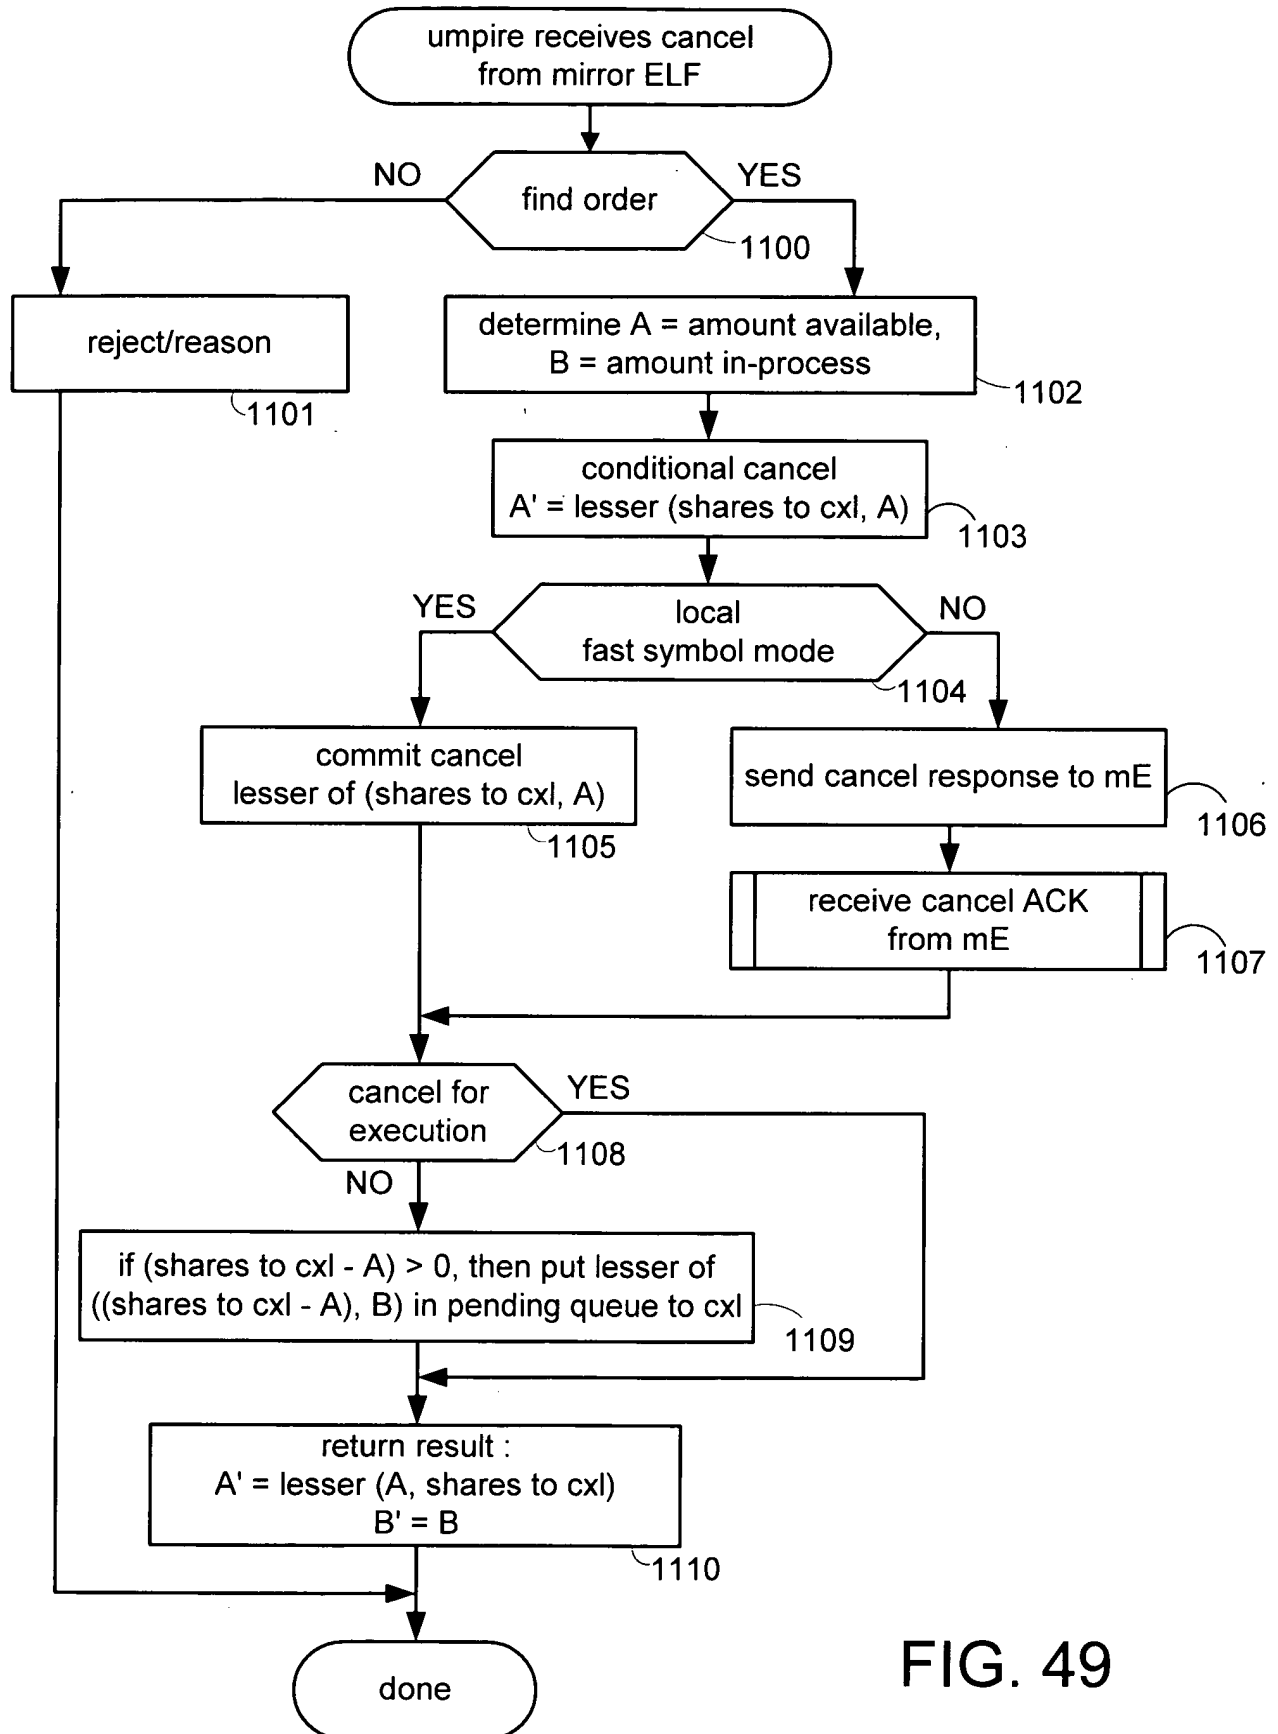 umpire receives cancel
from mirror ELF
NO
YES
find order
1100
reject/reason
1101
determine A = amount available,
B = amount in-process
1102
conditional cancel
A' = lesser (shares to cxl, A)
1103
YES
NO
local
fast symbol mode
1104
commit cancel
lesser of (shares to cxl, A)
1105
send cancel response to mE
1106
receive cancel ACK
from mE
1107
cancel for
execution
YES
1108
NO
if (shares to cxl - A) > 0, then put lesser of
((shares to cxl - A), B) in pending queue to cxl
1109
return result :
A' = lesser (A, shares to cxl)
B' = B
1110
done
FIG. 49